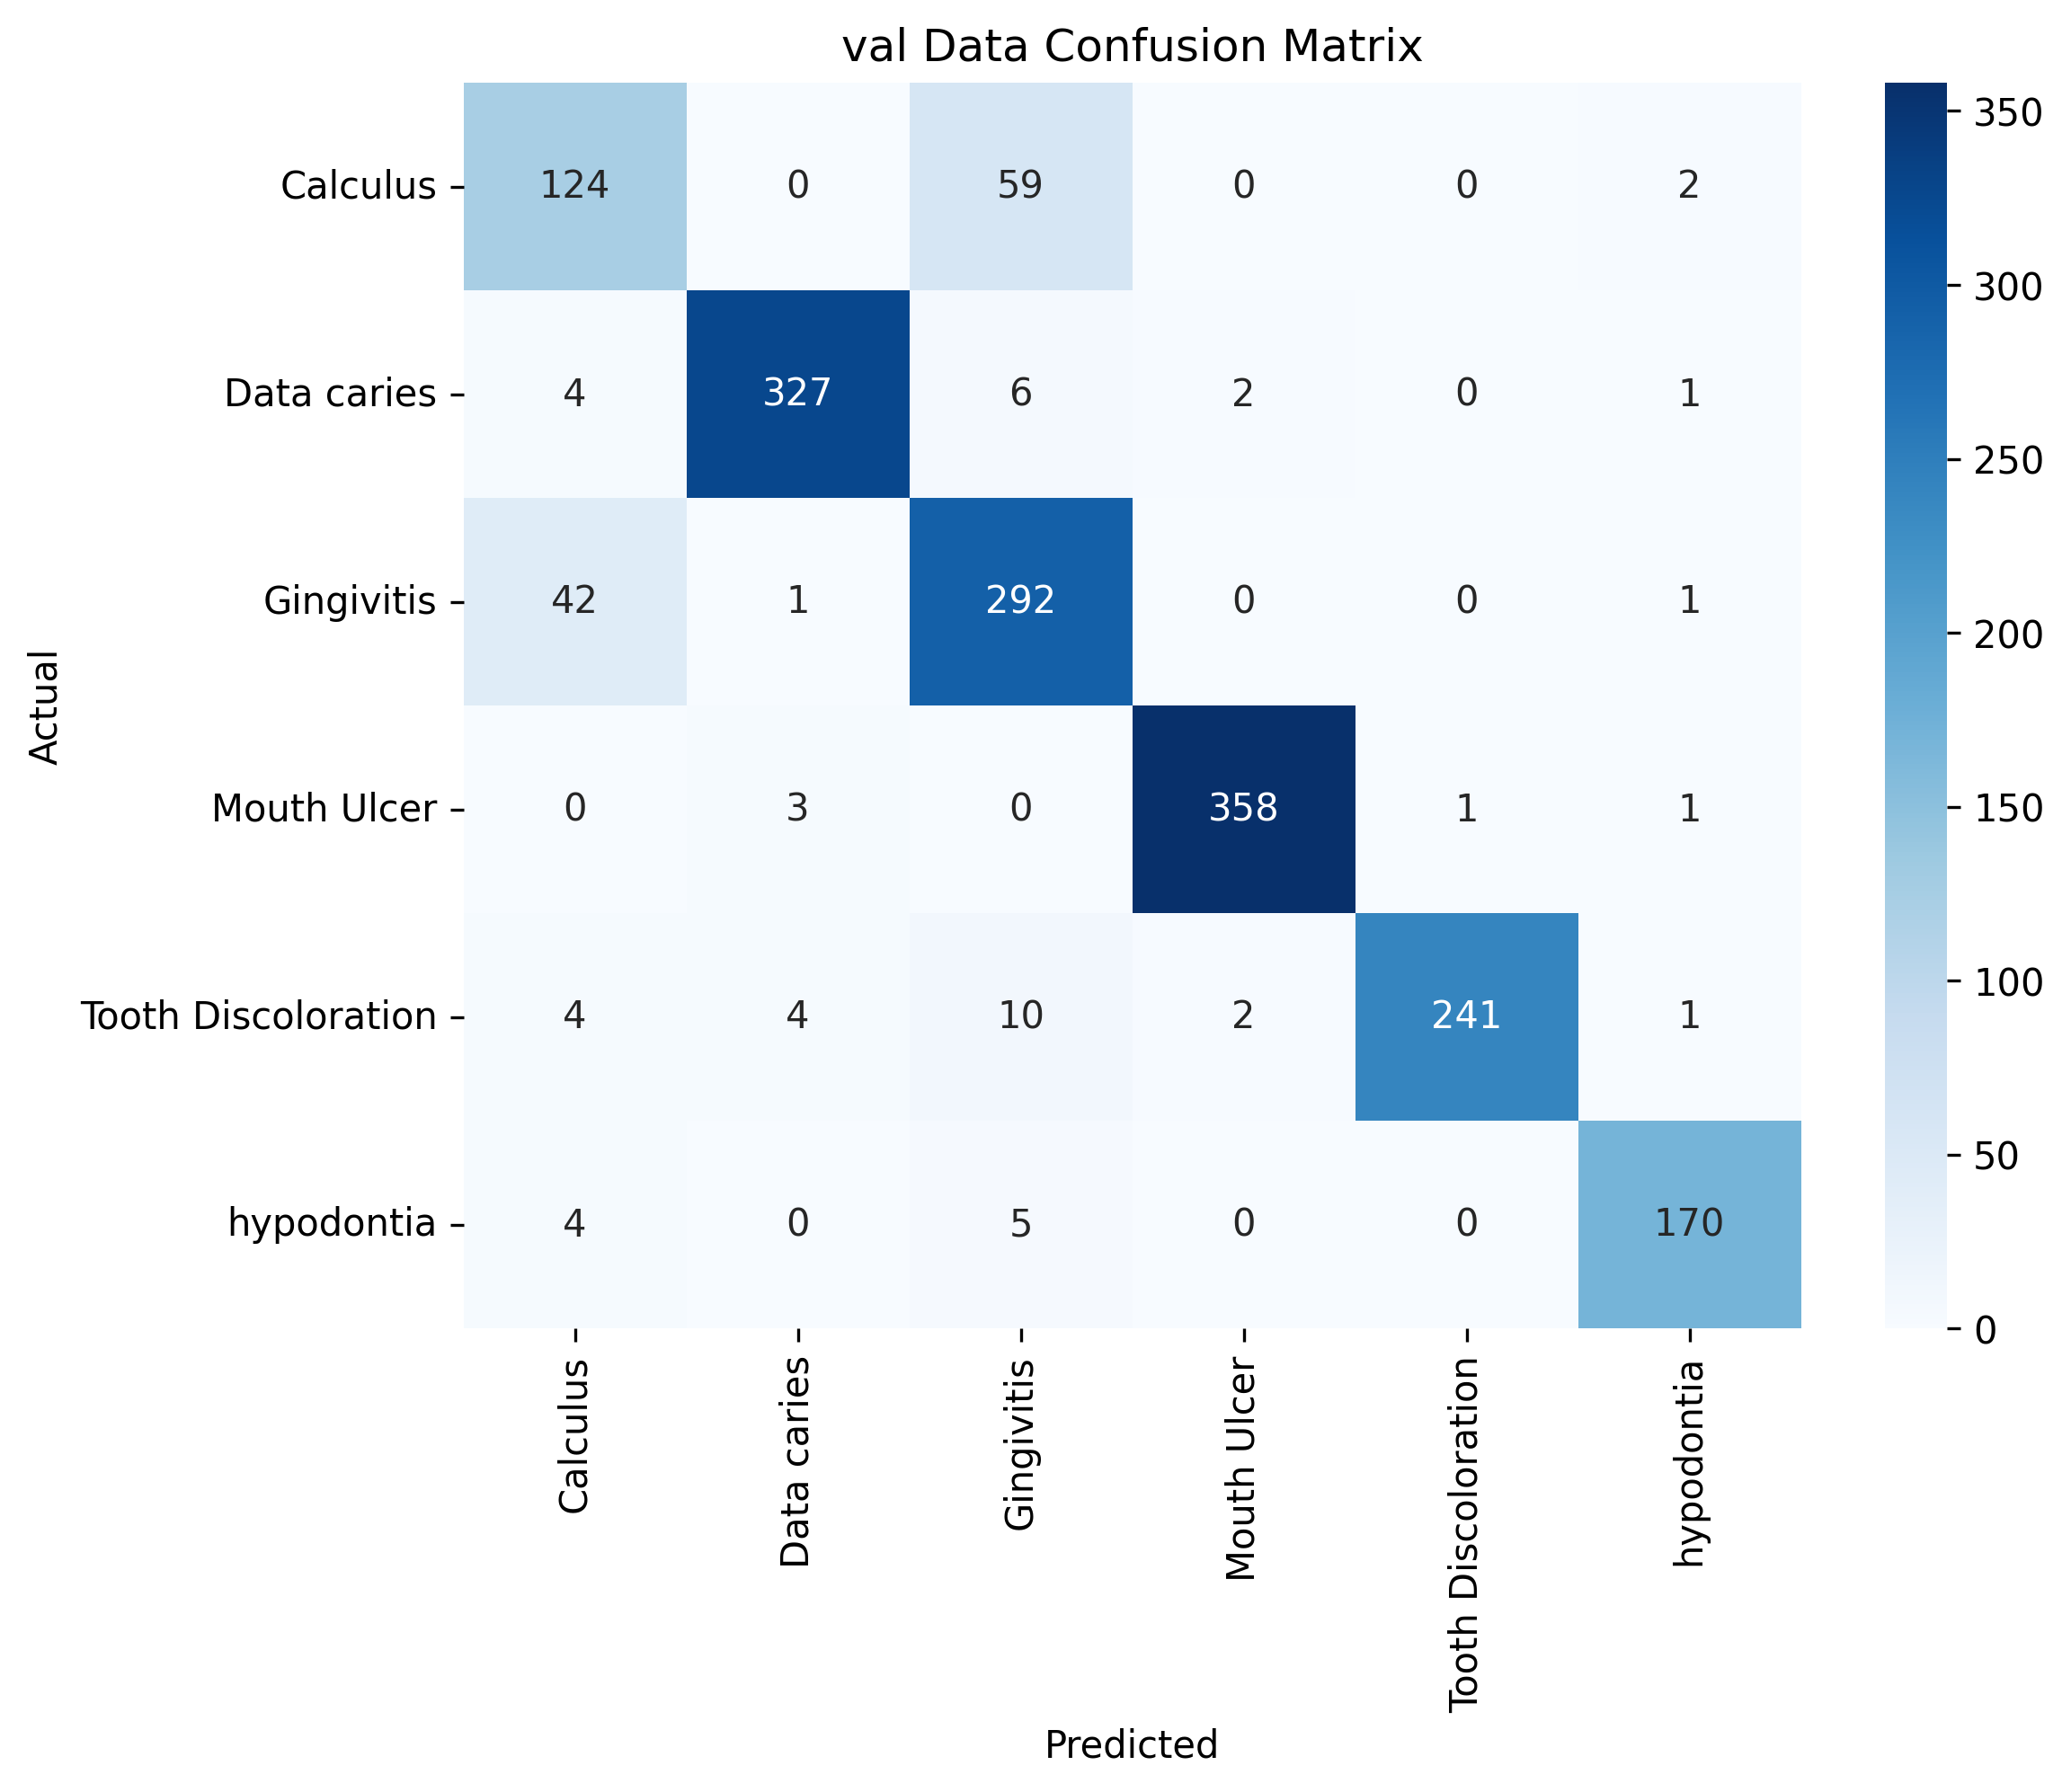 val Data Confusion Matrix
Calculus 124 0 59 0 0 2
Data caries 4 327 6 2 0 1
Gingivitis 42 1 292 0 0 1
Mouth Ulcer 0 3 0 358 1 1
Tooth Discoloration 4 4 10 2 241 1
hypodontia 4 0 5 0 0 170
Actual
Calculus
Data caries
Gingivitis
Mouth Ulcer
Tooth Discoloration
hypodontia
Predicted
350
300
250
200
150
100
50
0